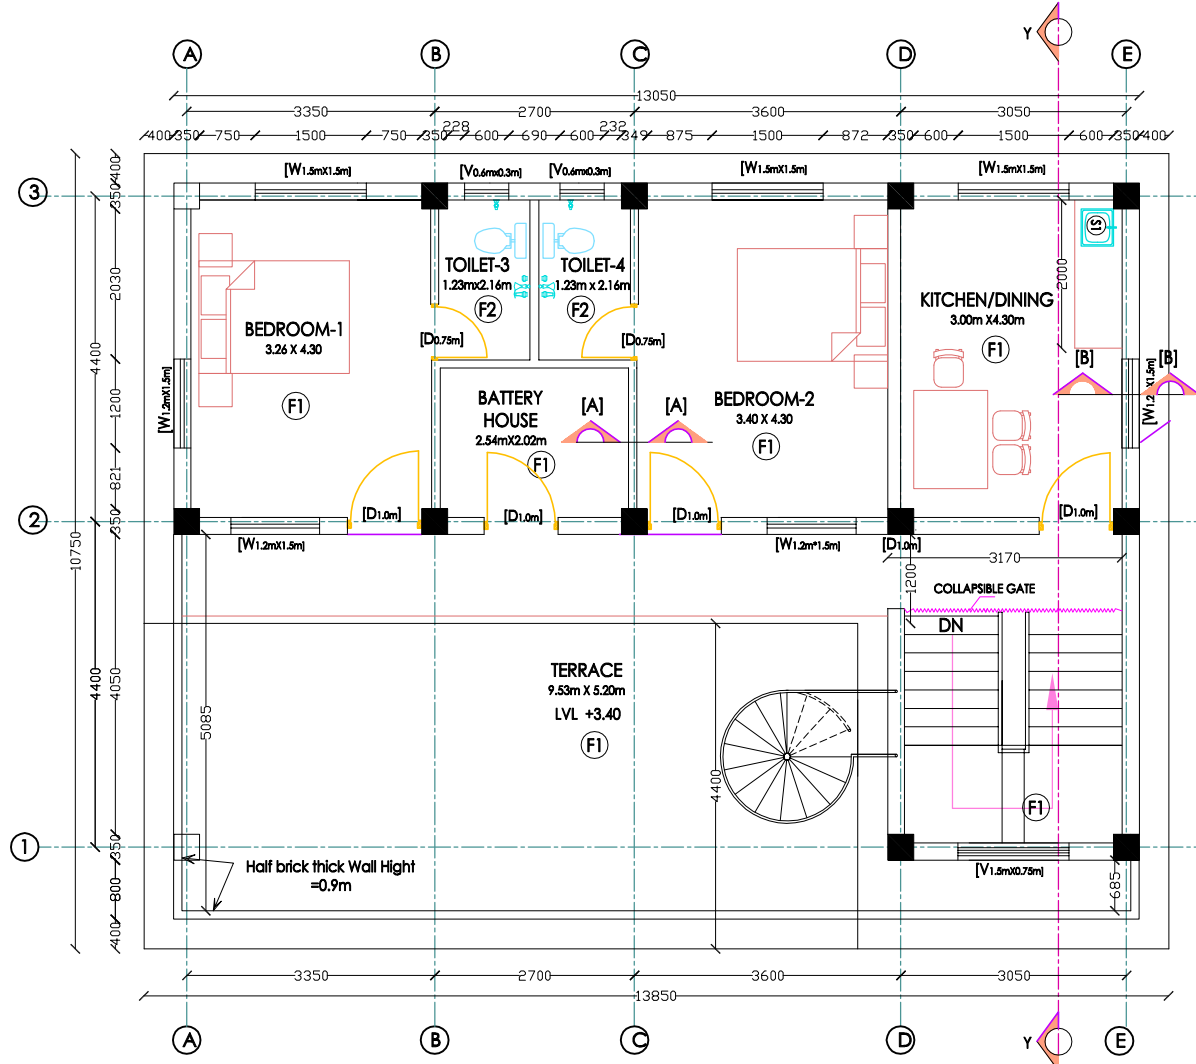 Y
A B C D E
13050
3350 2700 3600 3050
400 350 750 1500 750 350 228 600 690 600 232 349 875 1500 872 350 600 1500 600 350 400
[W1.5mX1.5m] [V0.6mx0.3m] [V0.6mx0.3m] [W1.5mX1.5m] [W1.5mX1.5m]
400
3
350
S1
2030
TOILET-3 TOILET-4
1.23mx2.16m 1.23m x 2.16m
F2 F2
2000
KITCHEN/DINING
3.00m X4.30m
F1
BEDROOM-1
3.26 X 4.30
F1
[D0.75m] [D0.75m]
4400
[B] [B]
1200
[W1.2mX1.5m]
BATTERY
HOUSE
2.54mX2.02m
F1
[A] [A]
BEDROOM-2
3.40 X 4.30
F1
821
350
2
[D1.0m] [D1.0m] [D1.0m] [D1.0m]
[W1.2mX1.5m] [W1.2m*1.5m] [D1.0m]
10750
3170
1200
COLLAPSIBLE GATE
DN
4400
4050
5085
TERRACE
9.53m X 5.20m
LVL +3.40
F1
4400
F1
1
350
Half brick thick Wall Hight
=0.9m
[V1.5mX0.75m]
685
800
400
3350 2700 3600 3050
13850
A B C D E
Y